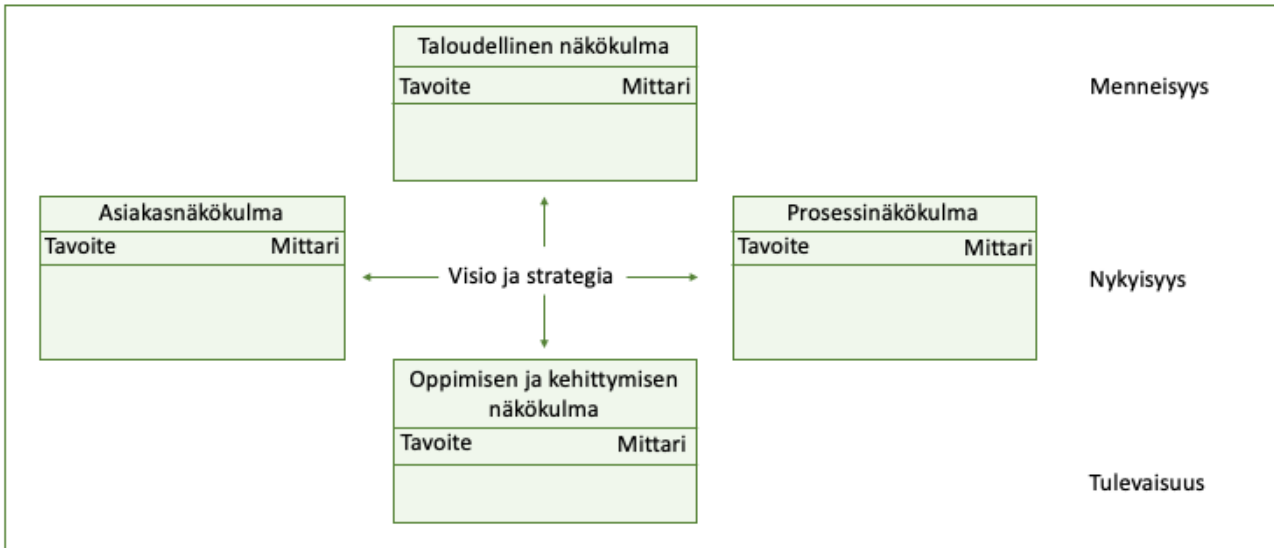 Taloudellinen näkökulma
Tavoite Mittari
Menneisyys
Asiakasnäkökulma
Tavoite Mittari
Visio ja strategia
Prosessinäkökulma
Tavoite Mittari
Nykyisyys
Oppimisen ja kehittymisen
näkökulma
Tavoite Mittari
Tulevaisuus